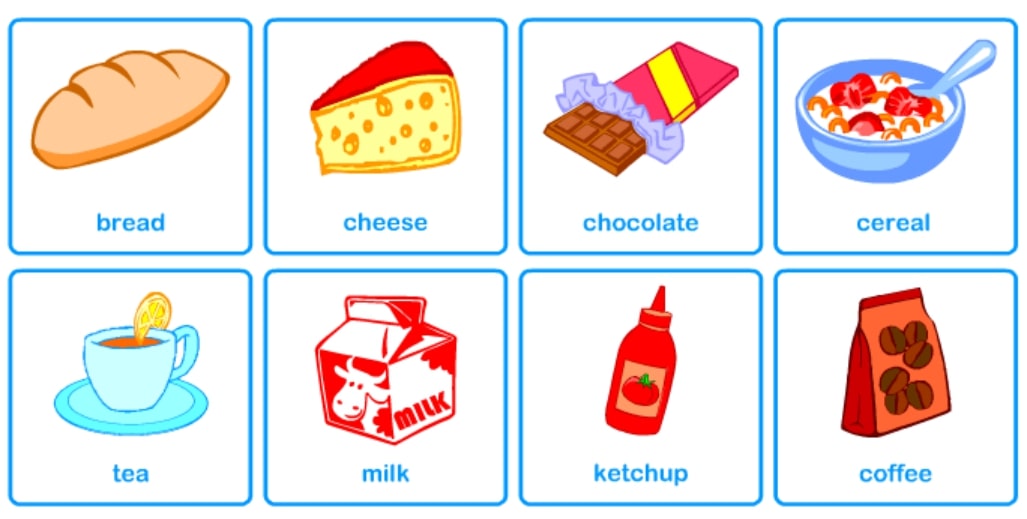 bread
cheese
chocolate
cereal
tea
MILK
milk
ketchup
coffee